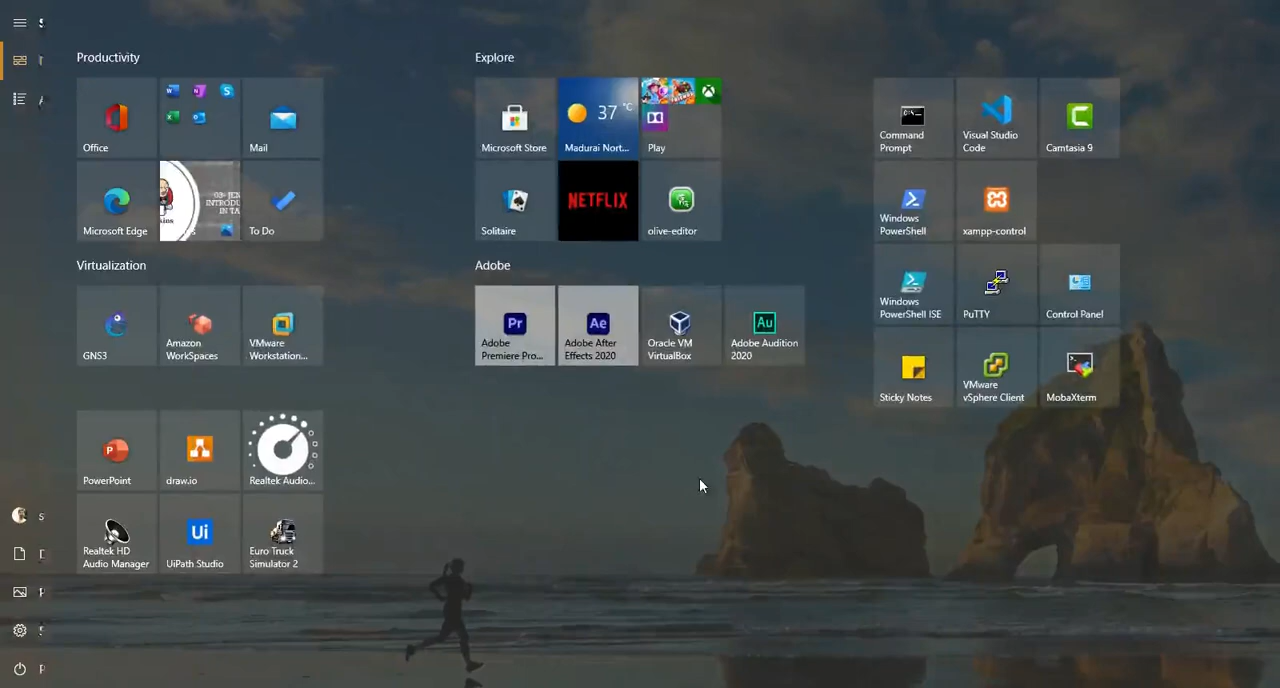 Productivity
Office
Mail
Microsoft Edge
To Do
Virtualization
GNS3
Amazon
WorkSpaces
VMware
Workstation...
PowerPoint
draw.io
Realtek Audio...
Realtek HD
Audio Manager
UiPath Studio
Euro Truck
Simulator 2
Explore
Microsoft Store
37 °C
Madurai Nort...
Play
Solitaire
NETFLIX
olive-editor
Adobe
Pr
Adobe
Premiere Pro...
Ae
Adobe After
Effects 2020
Oracle VM
VirtualBox
Au
Adobe Audition
2020
Command
Prompt
Visual Studio
Code
Camtasia 9
Windows
PowerShell
xampp-control
Windows
PowerShell ISE
PuTTY
Control Panel
Sticky Notes
VMware
vSphere Client
MobaXterm
Ui